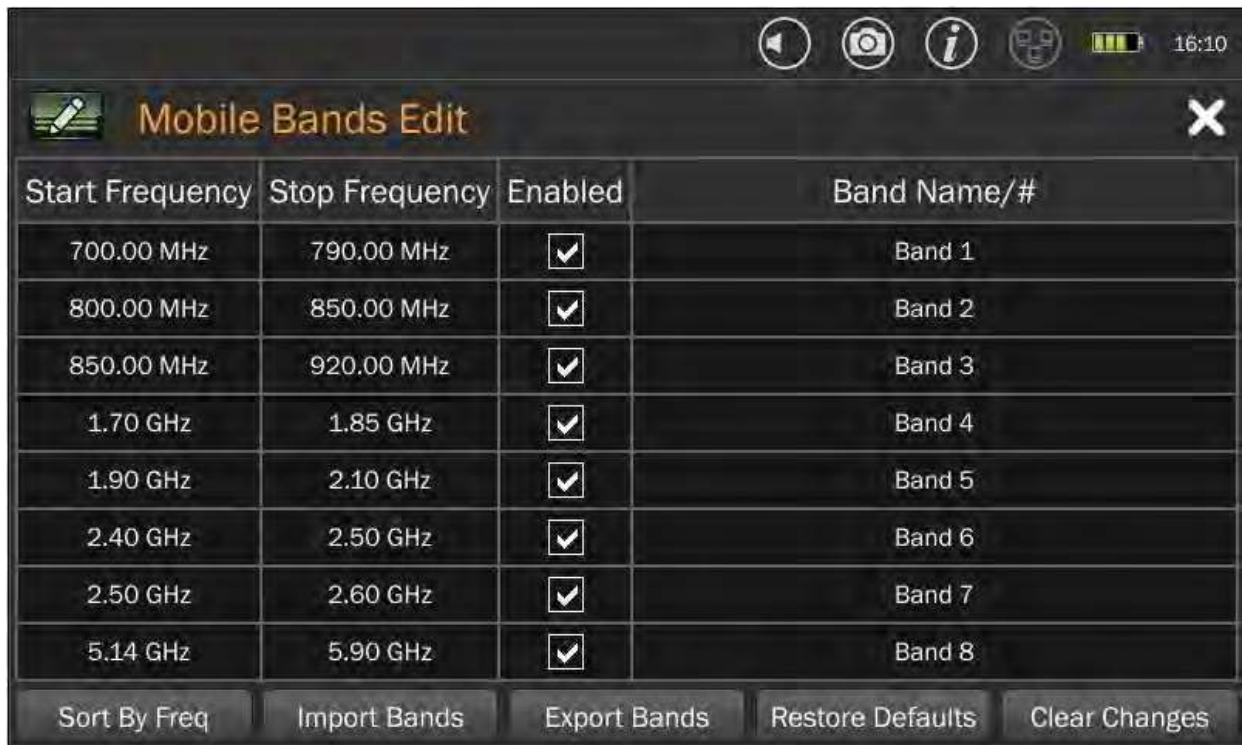 16:10
Mobile Bands Edit
Start Frequency Stop Frequency Enabled Band Name/#
700.00 MHz 790.00 MHz Band 1
800.00 MHz 850.00 MHz Band 2
850.00 MHz 920.00 MHz Band 3
1.70 GHz 1.85 GHz Band 4
1.90 GHz 2.10 GHz Band 5
2.40 GHz 2.50 GHz Band 6
2.50 GHz 2.60 GHz Band 7
5.14 GHz 5.90 GHz Band 8
Sort By Freq Import Bands Export Bands Restore Defaults Clear Changes